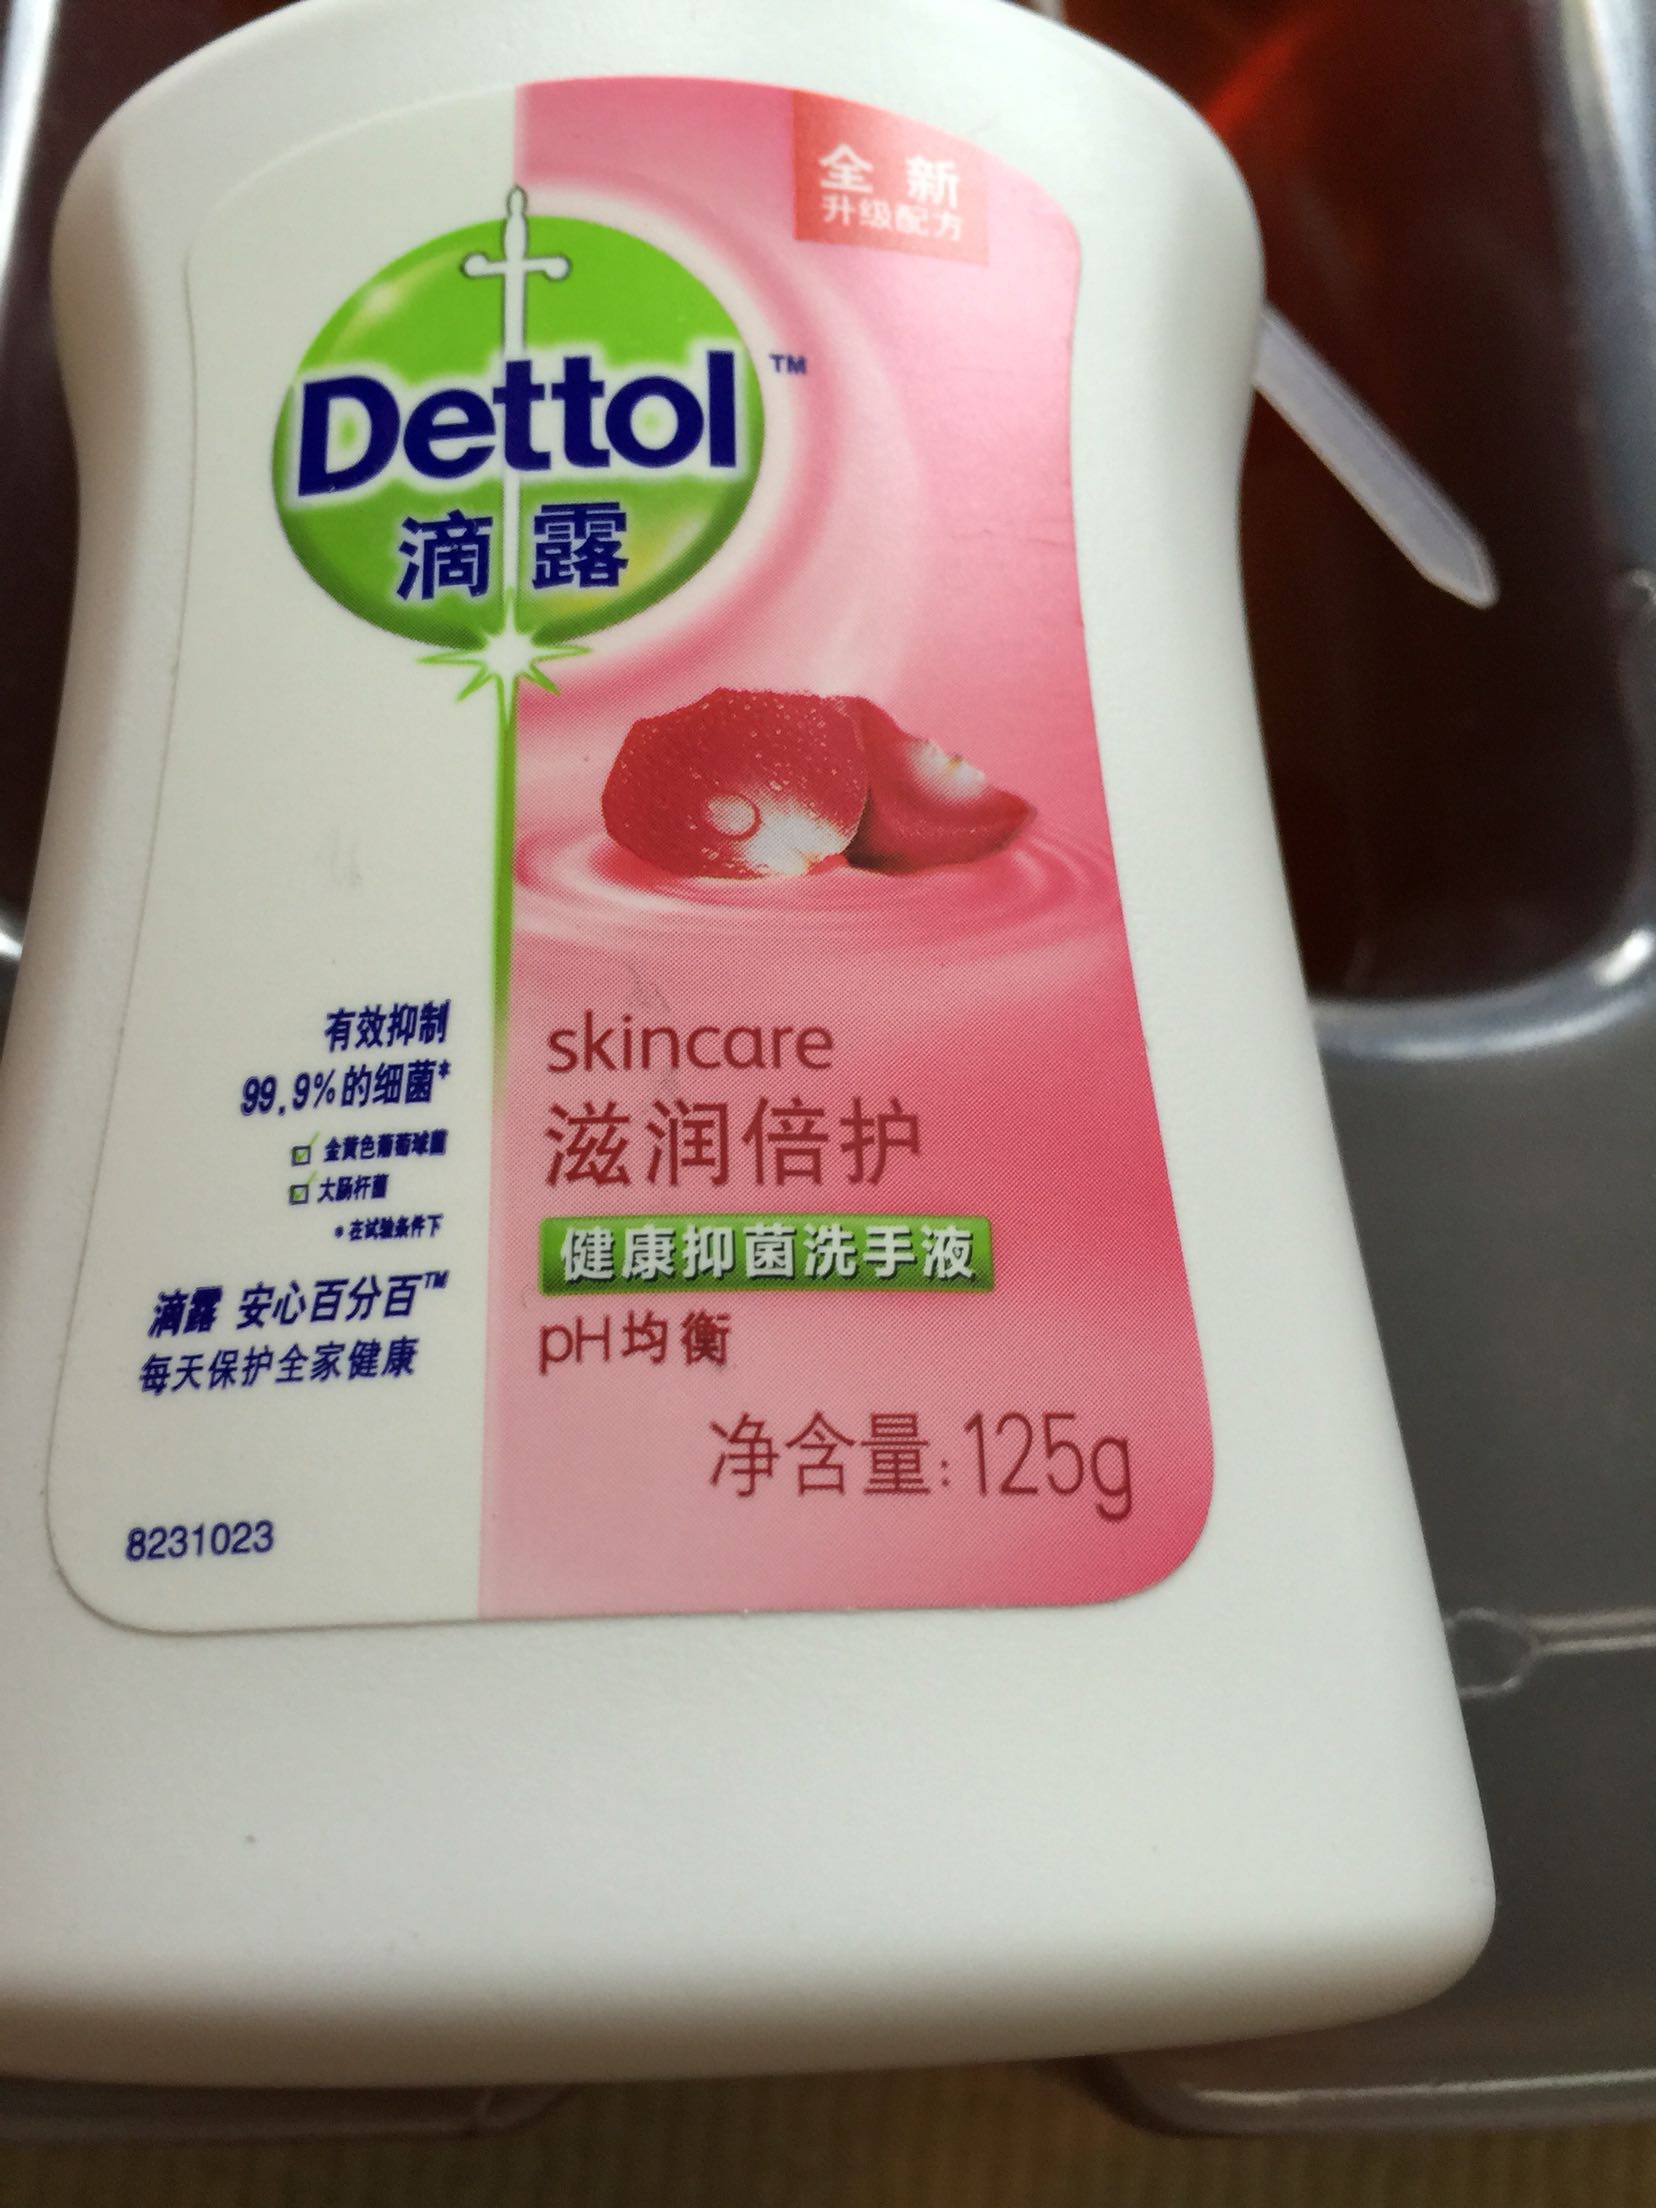 全新
升级配方
Dettol™
滴露
有效抑制
99.9%的细菌*
金黄色葡萄球菌
大肠杆菌
*在试验条件下
滴露 安心百分百™
每天保护全家健康
8231023
skincare
滋润倍护
健康抑菌洗手液
pH均衡
净含量:125g